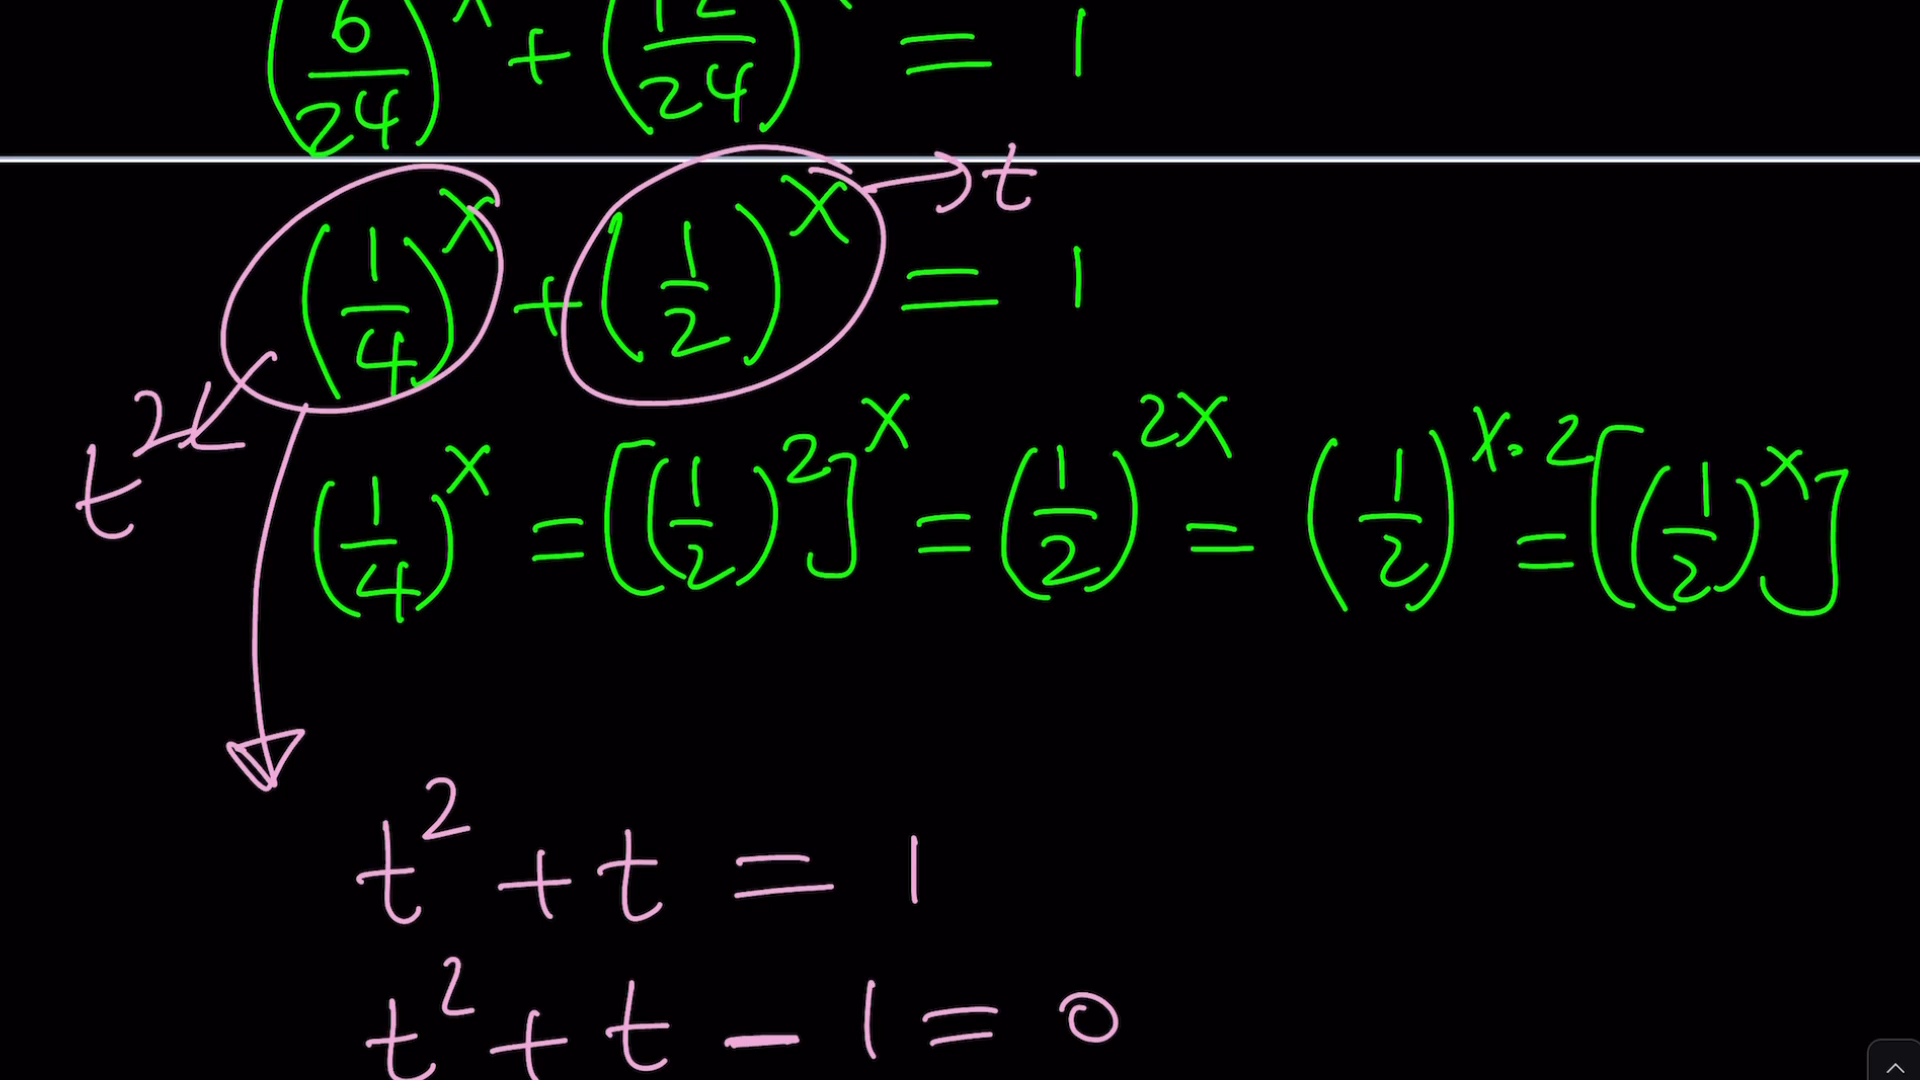 (6/24)^x + (12/24)^x = 1
(1/4)^x + (1/2)^x = 1 → t
t^2
(1/4)^x = [(1/2)^2]^x = (1/2)^2x = (1/2)^x·2 = [(1/2)^x]
t^2 + t = 1
t^2 + t - 1 = 0